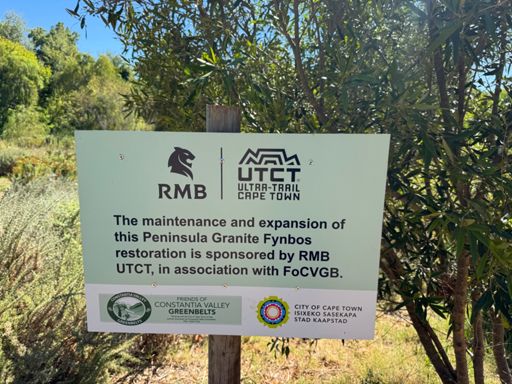 RMB
UTCT
ULTRA-TRAIL
CAPE TOWN
The maintenance and expansion of
this Peninsula Granite Fynbos
restoration is sponsored by RMB
UTCT, in association with FoCVGB.
FRIENDS OF
CONSTANTIA VALLEY
GREENBELTS
CITY OF CAPE TOWN
ISIXEKO SASEKAPA
STAD KAAPSTAD